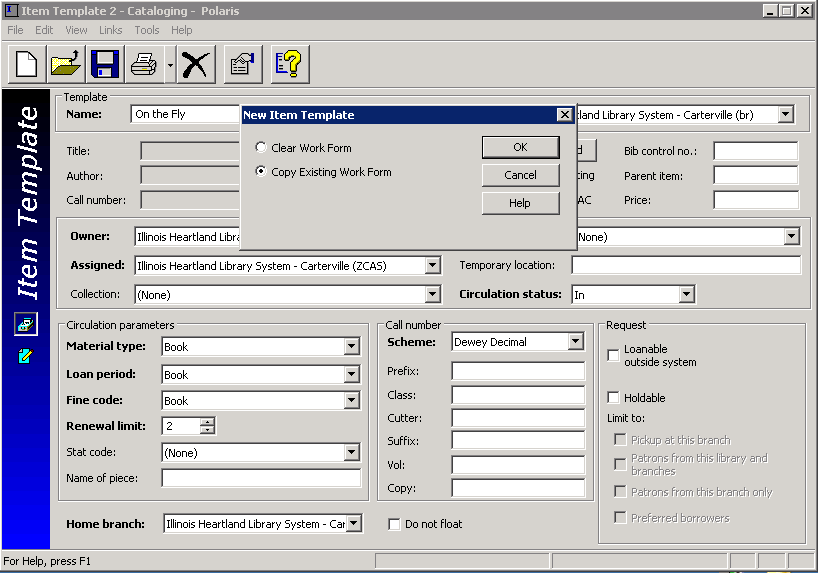 Item Template 2 - Cataloging - Polaris
File Edit View Links Tools Help
Item Template
Template
Name: On the Fly
tland Library System - Carterville (br)
New Item Template
Clear Work Form
Copy Existing Work Form
OK
Cancel
Help
Title:
Author:
Call number:
d
ting
AC
Bib control no.:
Parent item:
Price:
Owner: Illinois Heartland Libra
None)
Assigned: Illinois Heartland Library System - Carterville (ZCAS)
Temporary location:
Collection: (None)
Circulation status: In
Circulation parameters
Material type: Book
Loan period: Book
Fine code: Book
Renewal limit: 2
Stat code: (None)
Name of piece:
Call number
Scheme: Dewey Decimal
Prefix:
Class:
Cutter:
Suffix:
Vol:
Copy:
Request
Loanable
outside system
Holdable
Limit to:
Pickup at this branch
Patrons from this library and
branches
Patrons from this branch only
Preferred borrowers
Home branch: Illinois Heartland Library System - Car
Do not float
For Help, press F1